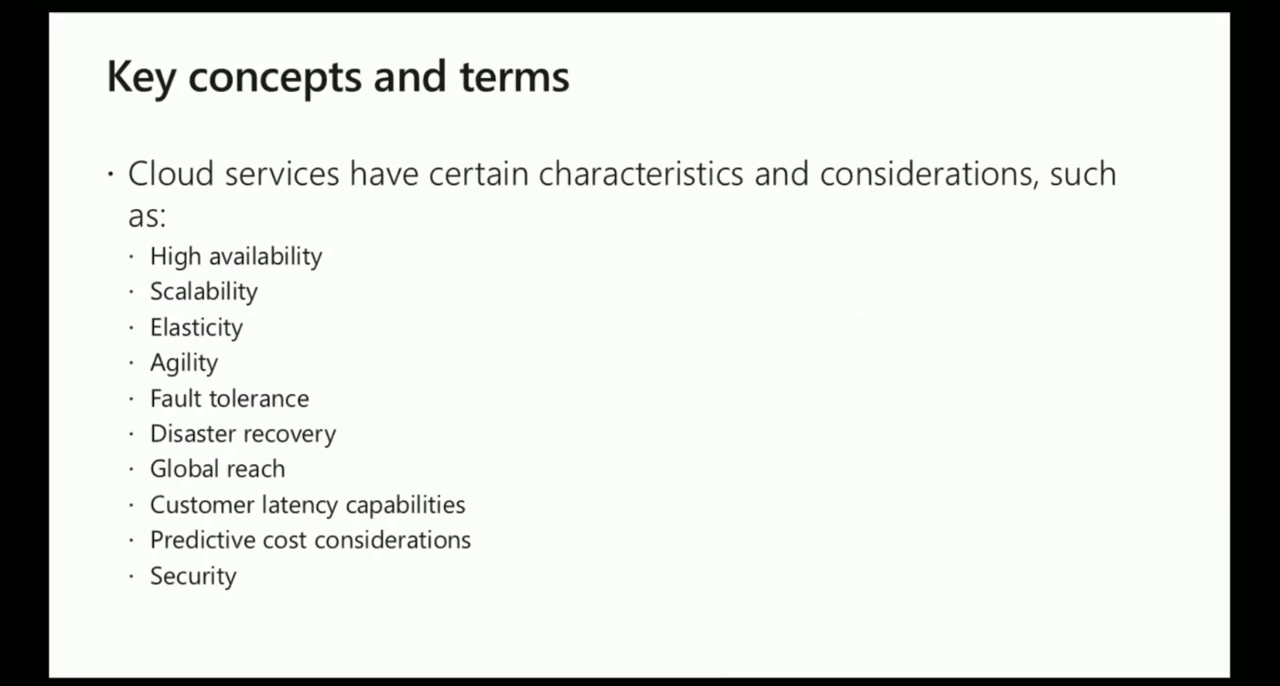 Key concepts and terms
· Cloud services have certain characteristics and considerations, such
as:
· High availability
· Scalability
· Elasticity
· Agility
· Fault tolerance
· Disaster recovery
· Global reach
· Customer latency capabilities
· Predictive cost considerations
· Security